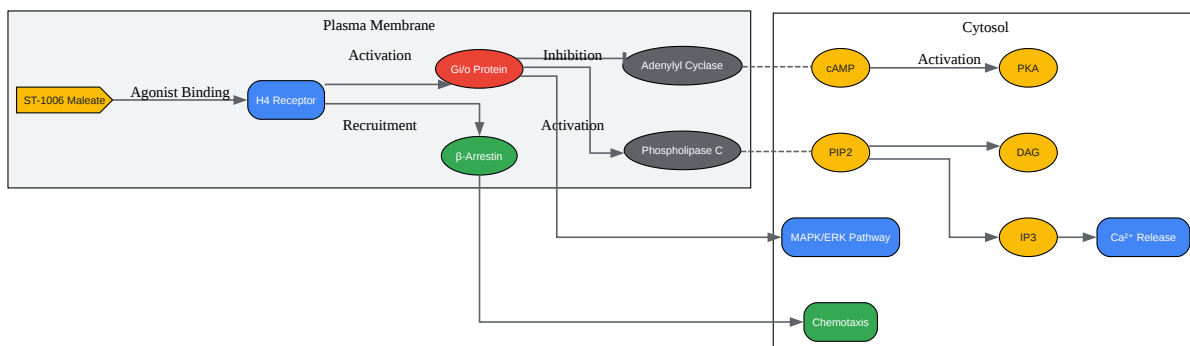 Plasma Membrane
Cytosol
Activation
Inhibition
Gi/o Protein
Adenylyl Cyclase
cAMP
Activation
PKA
ST-1006 Maleate
Agonist Binding
H4 Receptor
Recruitment
Activation
β-Arrestin
Phospholipase C
PIP2
DAG
MAPK/ERK Pathway
IP3
Ca²⁺ Release
Chemotaxis